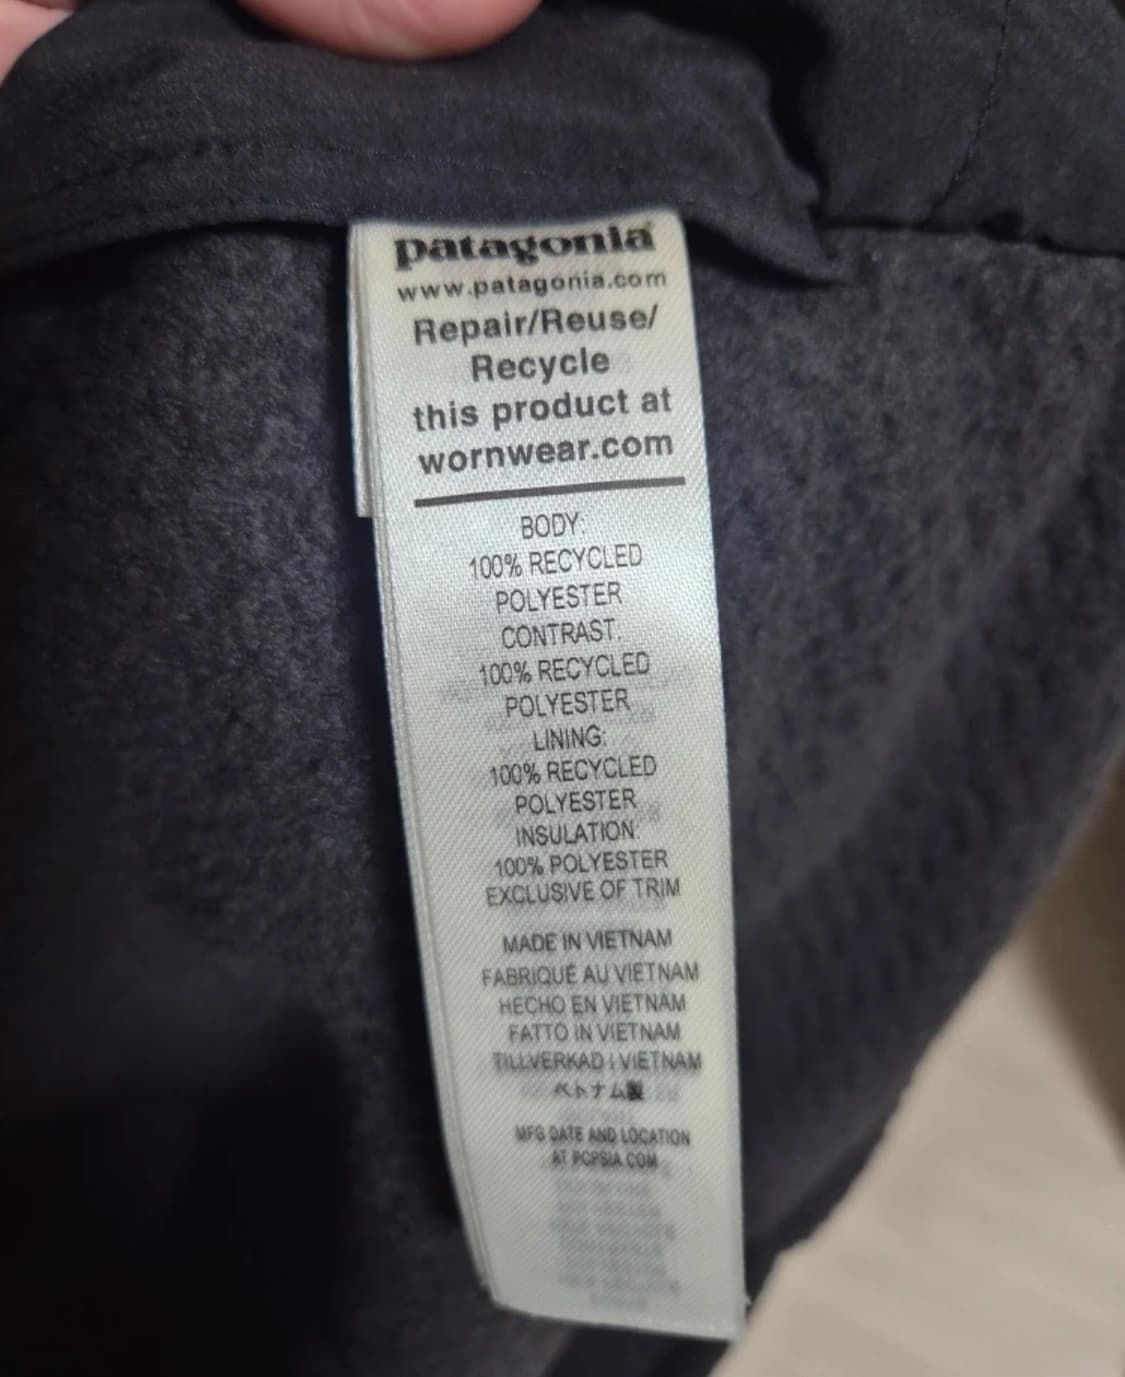 patagonia
www.patagonia.com
Repair/Reuse/
Recycle
this product at
wornwear.com
BODY:
100% RECYCLED
POLYESTER
CONTRAST:
100% RECYCLED
POLYESTER
LINING:
100% RECYCLED
POLYESTER
INSULATION:
100% POLYESTER
EXCLUSIVE OF TRIM
MADE IN VIETNAM
FABRIQUÉ AU VIETNAM
HECHO EN VIETNAM
FATTO IN VIETNAM
TILLVERKAD I VIETNAM
ベトナム製
MFG DATE AND LOCATION
AT PCPSIA.COM